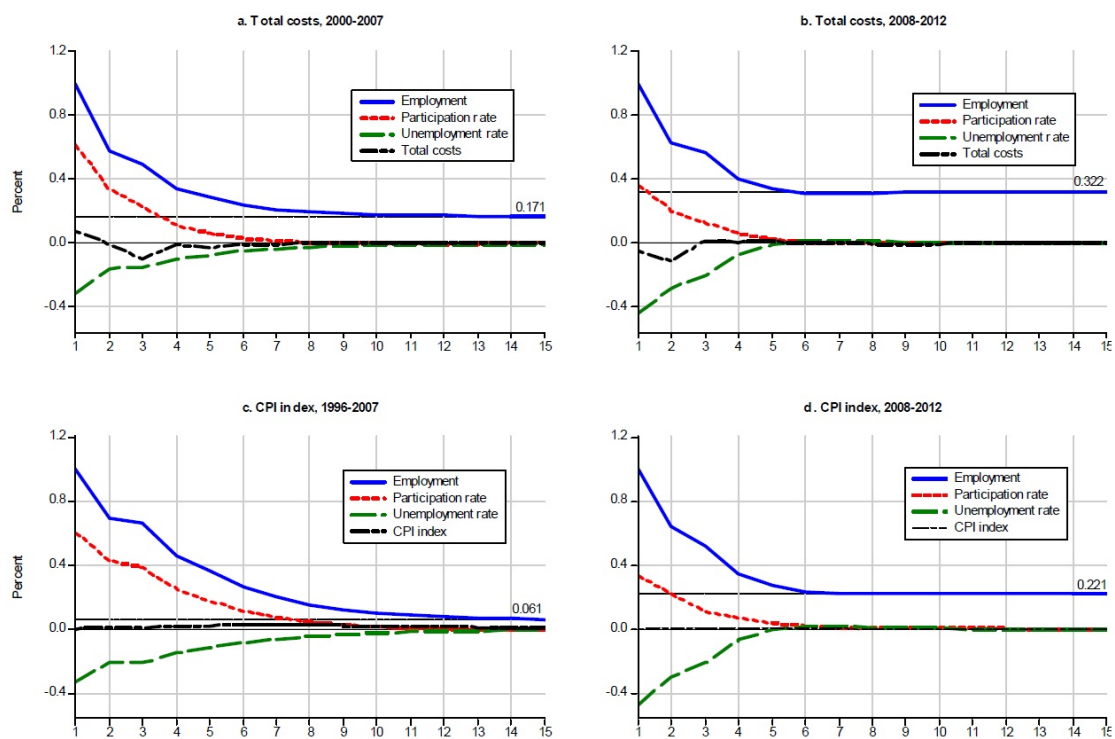 a. Total costs, 2000-2007
1.2
0.8
0.4
0.0
-0.4
Percent
Employment
Participation rate
Unemployment rate
Total costs
0.171
1 2 3 4 5 6 7 8 9 10 11 12 13 14 15
b. Total costs, 2008-2012
1.2
0.8
0.4
0.0
-0.4
Employment
Participation rate
Unemployment rate
Total costs
0.322
1 2 3 4 5 6 7 8 9 10 11 12 13 14 15
c. CPI index, 1996-2007
1.2
0.8
0.4
0.0
-0.4
Percent
Employment
Participation rate
Unemployment rate
CPI index
0.061
1 2 3 4 5 6 7 8 9 10 11 12 13 14 15
d. CPI index, 2008-2012
1.2
0.8
0.4
0.0
-0.4
Employment
Participation rate
Unemployment rate
CPI index
0.221
1 2 3 4 5 6 7 8 9 10 11 12 13 14 15